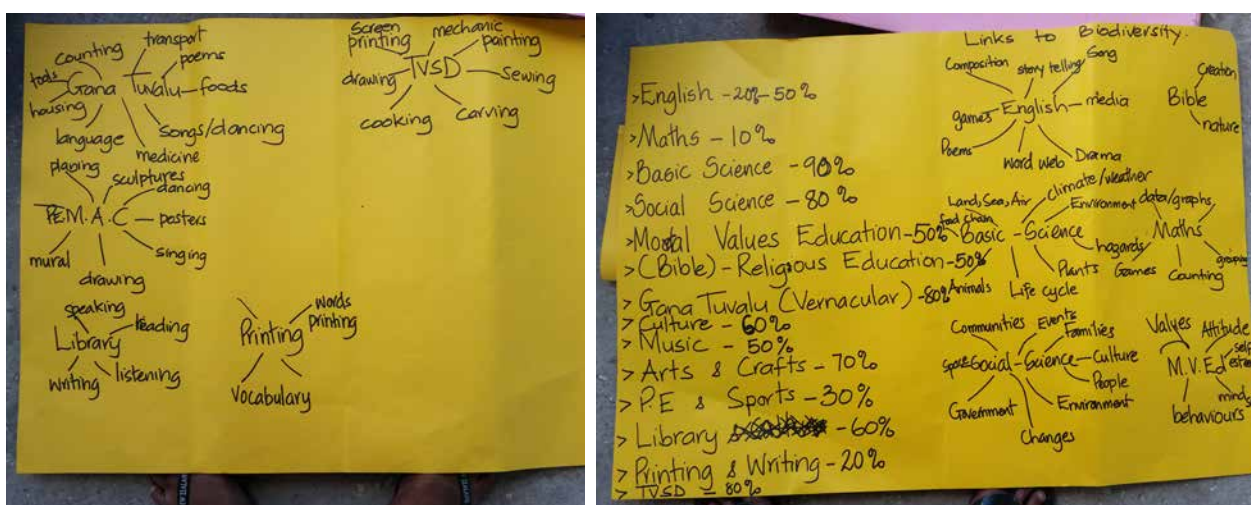 counting
transport
poems
tools
Gana Tuvalu
foods
housing
language
songs/dancing
medicine
screen printing
mechanic
painting
drawing
TVSD
sewing
cooking
carving
sculptures
dancing
PEM.A.C
posters
mural
singing
drawing
speaking
Library
reading
writing
listening
words printing
Printing
vocabulary
>English -20%-50%
>Maths -10%
>Basic Science -90%
>Social Science -80%
Values Education -50%
>(Bible)-Religious Education -50%
>Gana Tuvalu (Vernacular) -80%
>Culture -60%
>Music -50%
>Arts & Crafts -70%
>P.E & Sports -30%
>Library -60%
>Printing & Writing -20%
>TVSD -80%
Links to Biodiversity.
Composition
story telling
Song
games
English
media
Poems
word web
Drama
Creation
Bible
nature
Land, Sea, Air
climate/weather
Environment
food chain
Basic -Science
hazards
Animals
Life cycle
Plants
data/graphs
Maths
Games
Counting
grouping
Communities
Events
Families
Social-Science
culture
People
Government
Environment
Changes
Values
Attitude
self
M.V.Ed
minds
behaviours